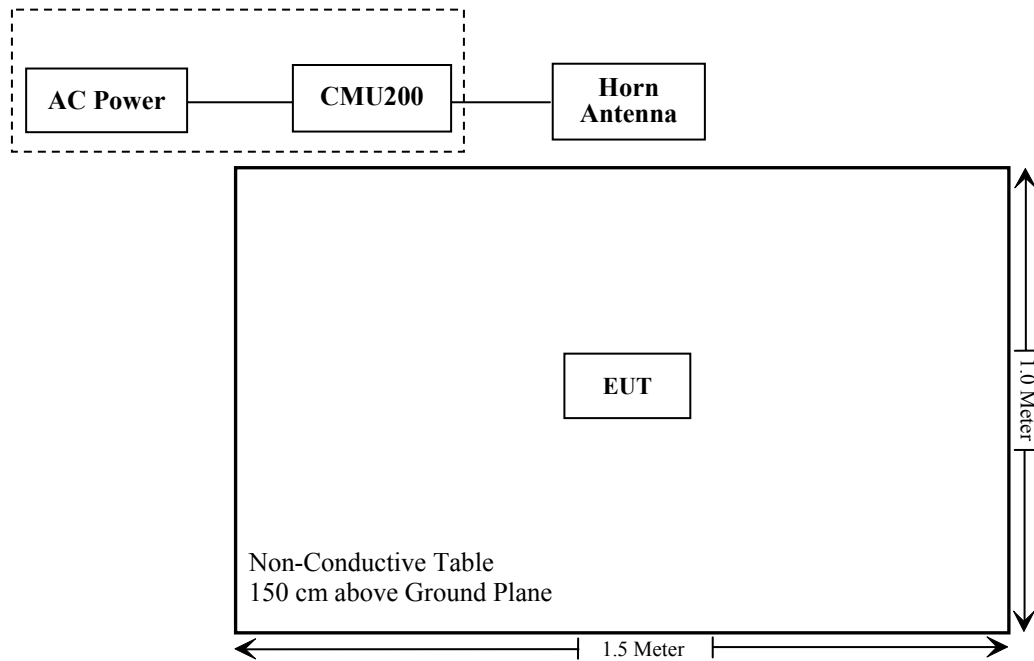 AC Power
CMU200
Horn
Antenna
EUT
1.0 Meter
Non-Conductive Table
150 cm above Ground Plane
1.5 Meter